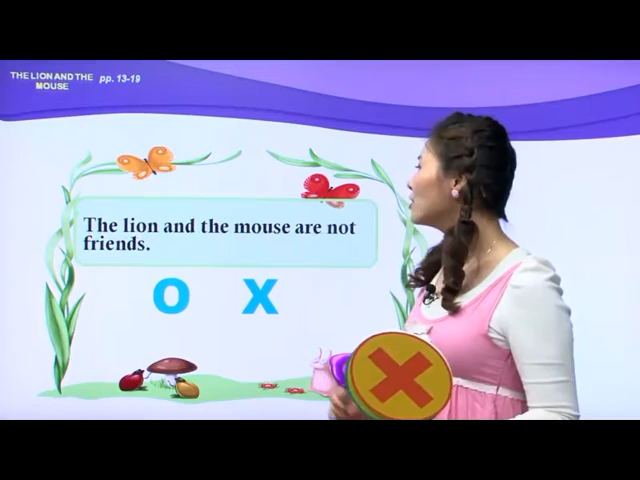 THE LION AND THE pp. 13-19
MOUSE
The lion and the mouse are not
friends.
O X